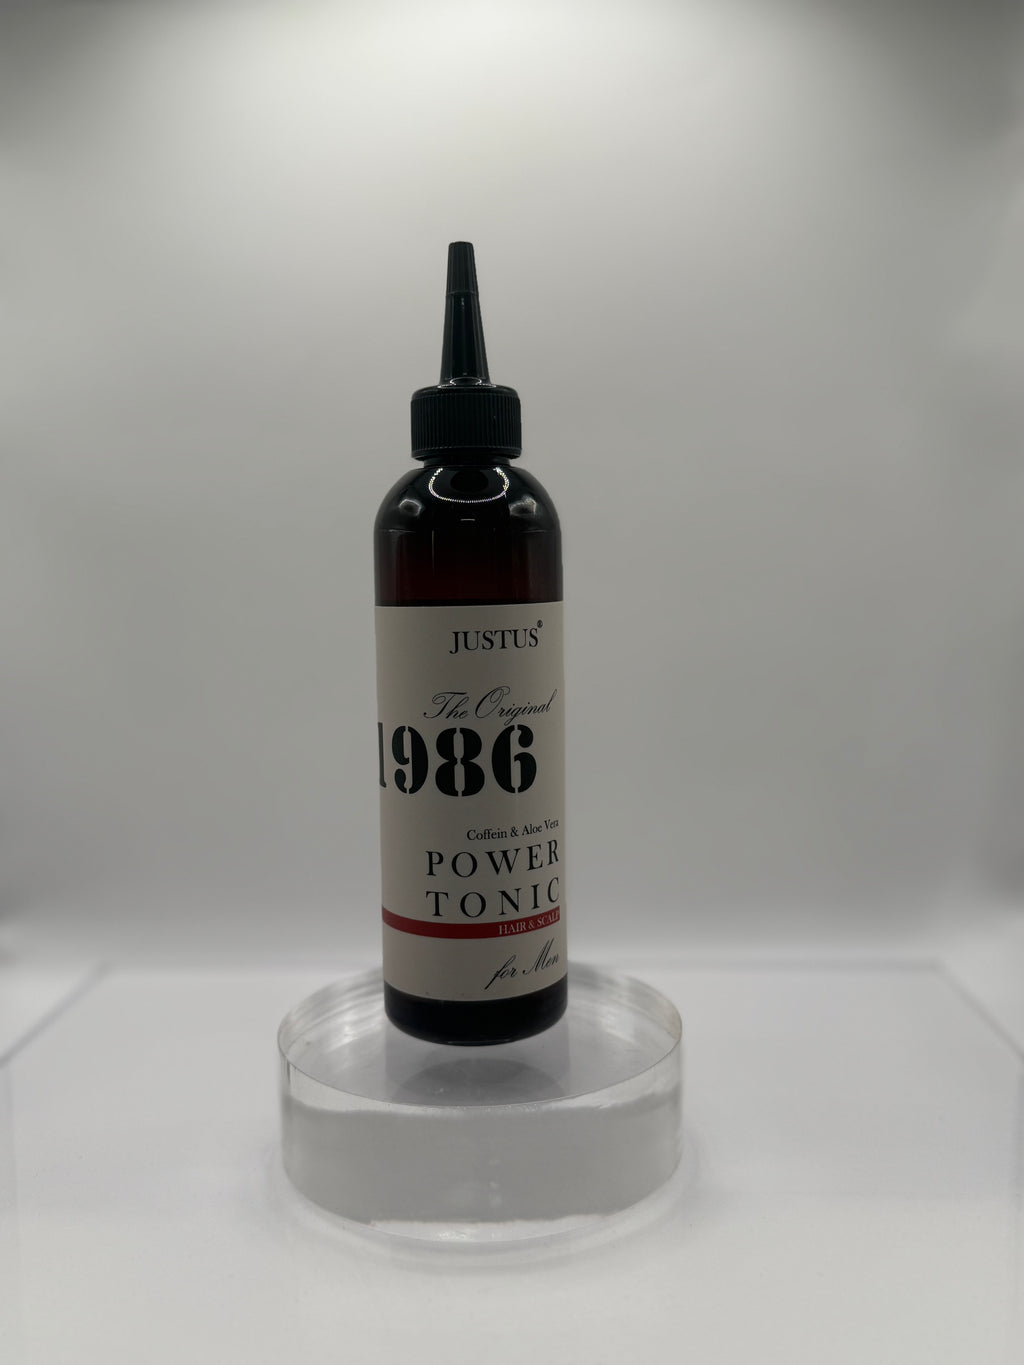 JUSTUS®
The Original
1986
Coffein & Aloe Vera
POWER
TONIC
HAIR & SCALP
for Men